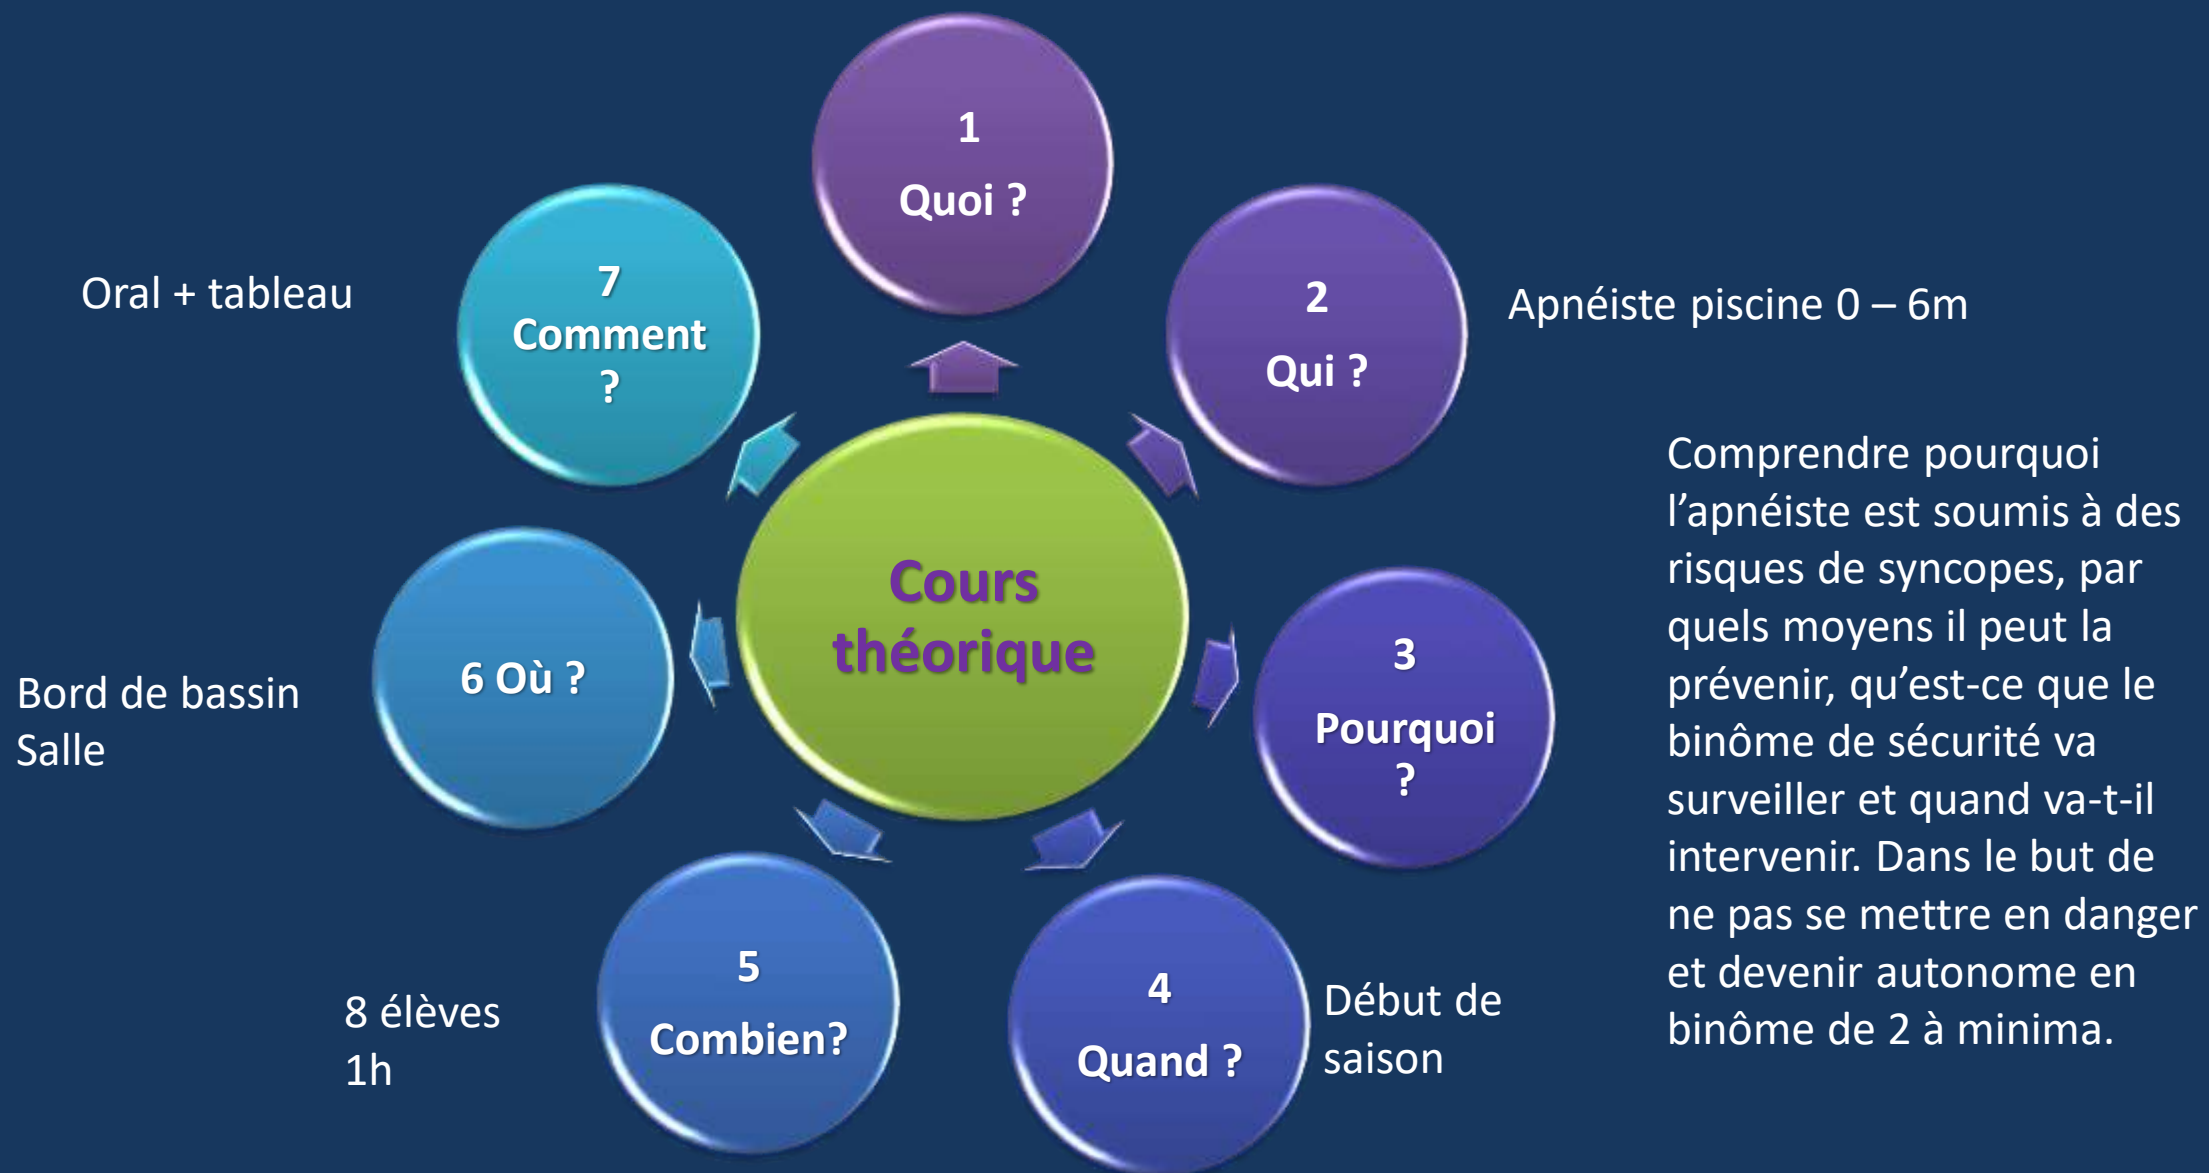 1
Quoi ?
2
Qui ?
Apnéiste piscine 0 – 6m
3
Pourquoi
?
Comprendre pourquoi
l’apnéiste est soumis à des
risques de syncopes, par
quels moyens il peut la
prévenir, qu’est-ce que le
binôme de sécurité va
surveiller et quand va-t-il
intervenir. Dans le but de
ne pas se mettre en danger
et devenir autonome en
binôme de 2 à minima.
4
Quand ?
Début de
saison
5
Combien?
8 élèves
1h
6 Où ?
Bord de bassin
Salle
7
Comment
?
Oral + tableau
Cours
théorique